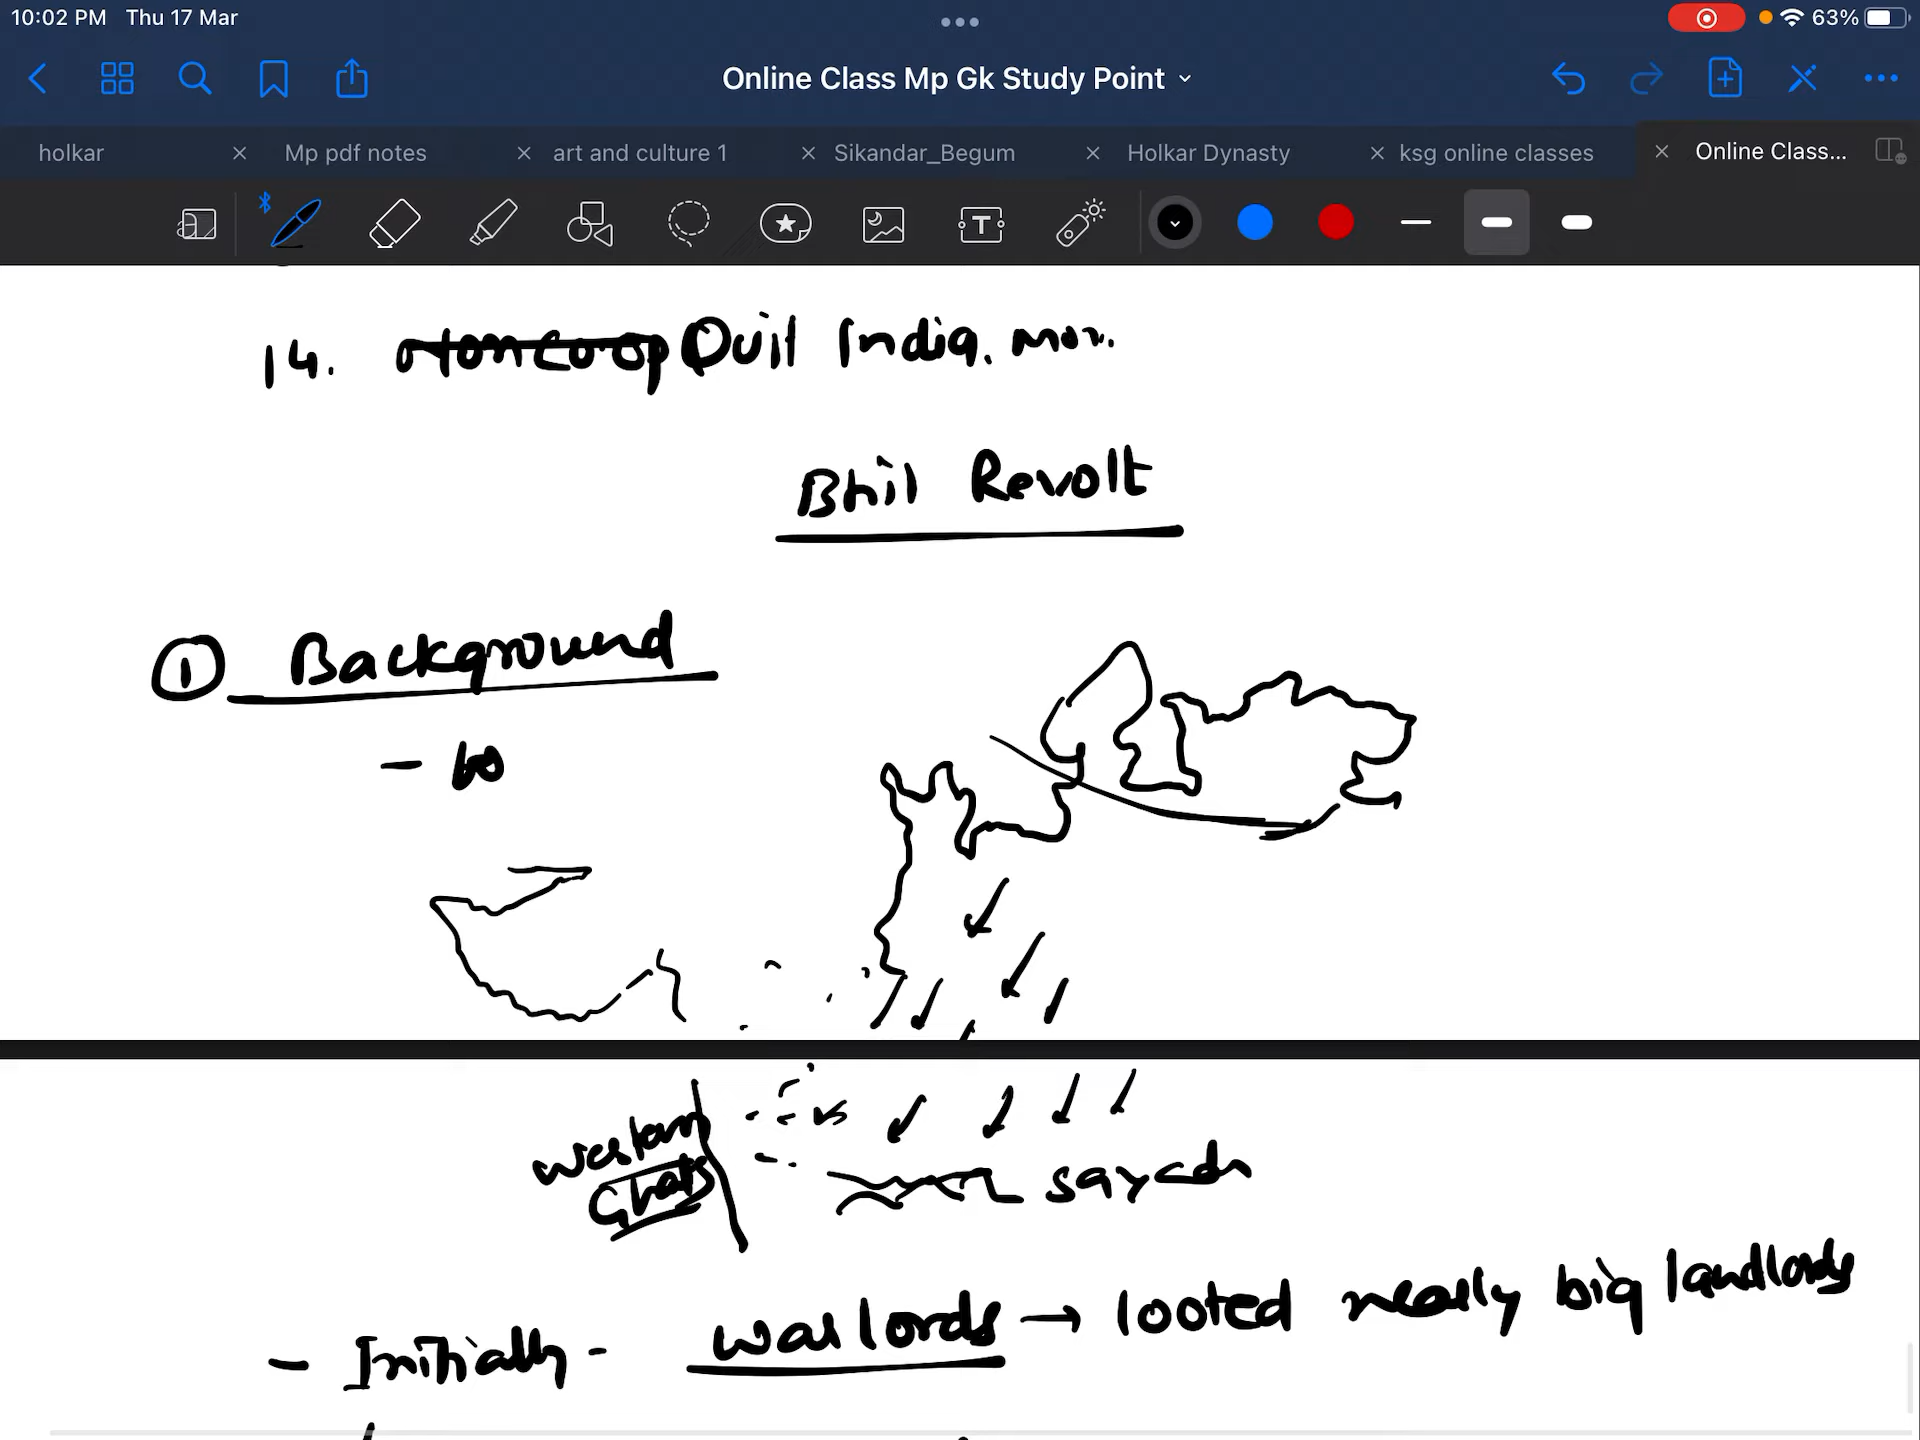 10:02 PM Thu 17 Mar
63%
Online Class Mp Gk Study Point
holkar
Mp pdf notes
art and culture 1
Sikandar_Begum
Holkar Dynasty
ksg online classes
Online Class...
14. Quit India. mov.
Bhil Revolt
① Background
western
Ghats
- Initially - warlords → looted nearly big landlords